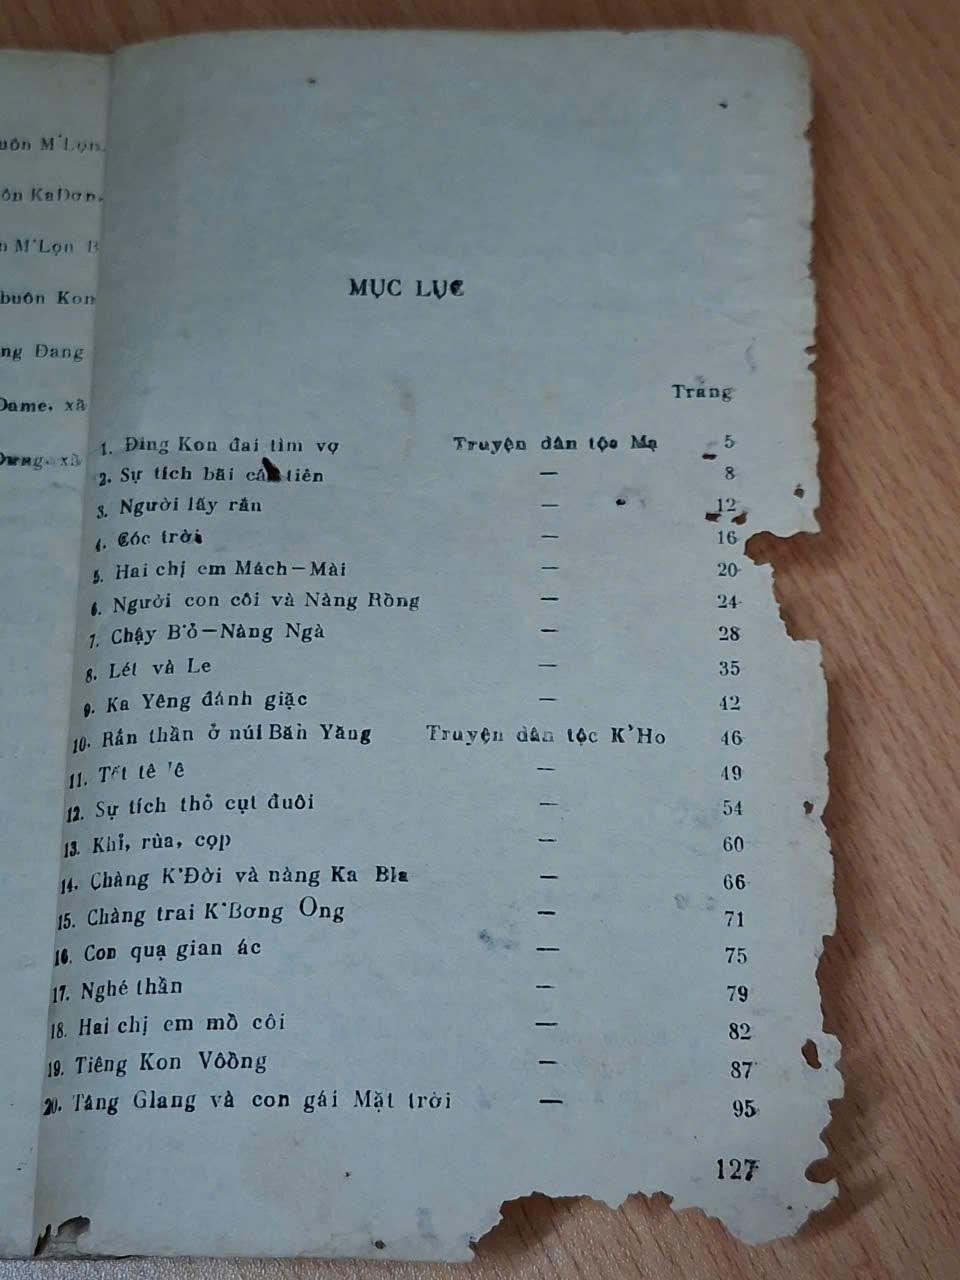 uôn M'Lọn.
ôn KaDơn,
n M'Lọn B
buôn Kon
ng Đang
Dame, xã
Dưng, xã
MỤC LỤC
Trang
1. Đing Kon đai tìm vợ Truyện dân tộc Mạ 5
2. Sự tích bãi cá tiên — 8
3. Người lấy rắn — 12
4. Cóc trời — 16
5. Hai chị em Mách—Mài — 20
6. Người con côi và Nàng Rồng — 24
7. Chậy B'ỏ—Nàng Ngà — 28
8. Lét và Le — 35
9. Ka Yêng đánh giặc — 42
10. Rắn thần ở núi Băn Yăng Truyện dân tộc K'Ho 46
11. tê — 49
12. Sự tích thỏ cụt đuôi — 54
13. Khỉ, rùa, cọp — 60
14. Chàng K'Đời và nàng Ka Bla — 66
15. Chàng trai K'Bơng Ong — 71
16. Con quạ gian ác — 75
17. Nghé thần — 79
18. Hai chị em mồ côi — 82
19. Tiêng Kon Vôồng — 87
20. Tâng Glang và con gái Mặt trời — 95
127